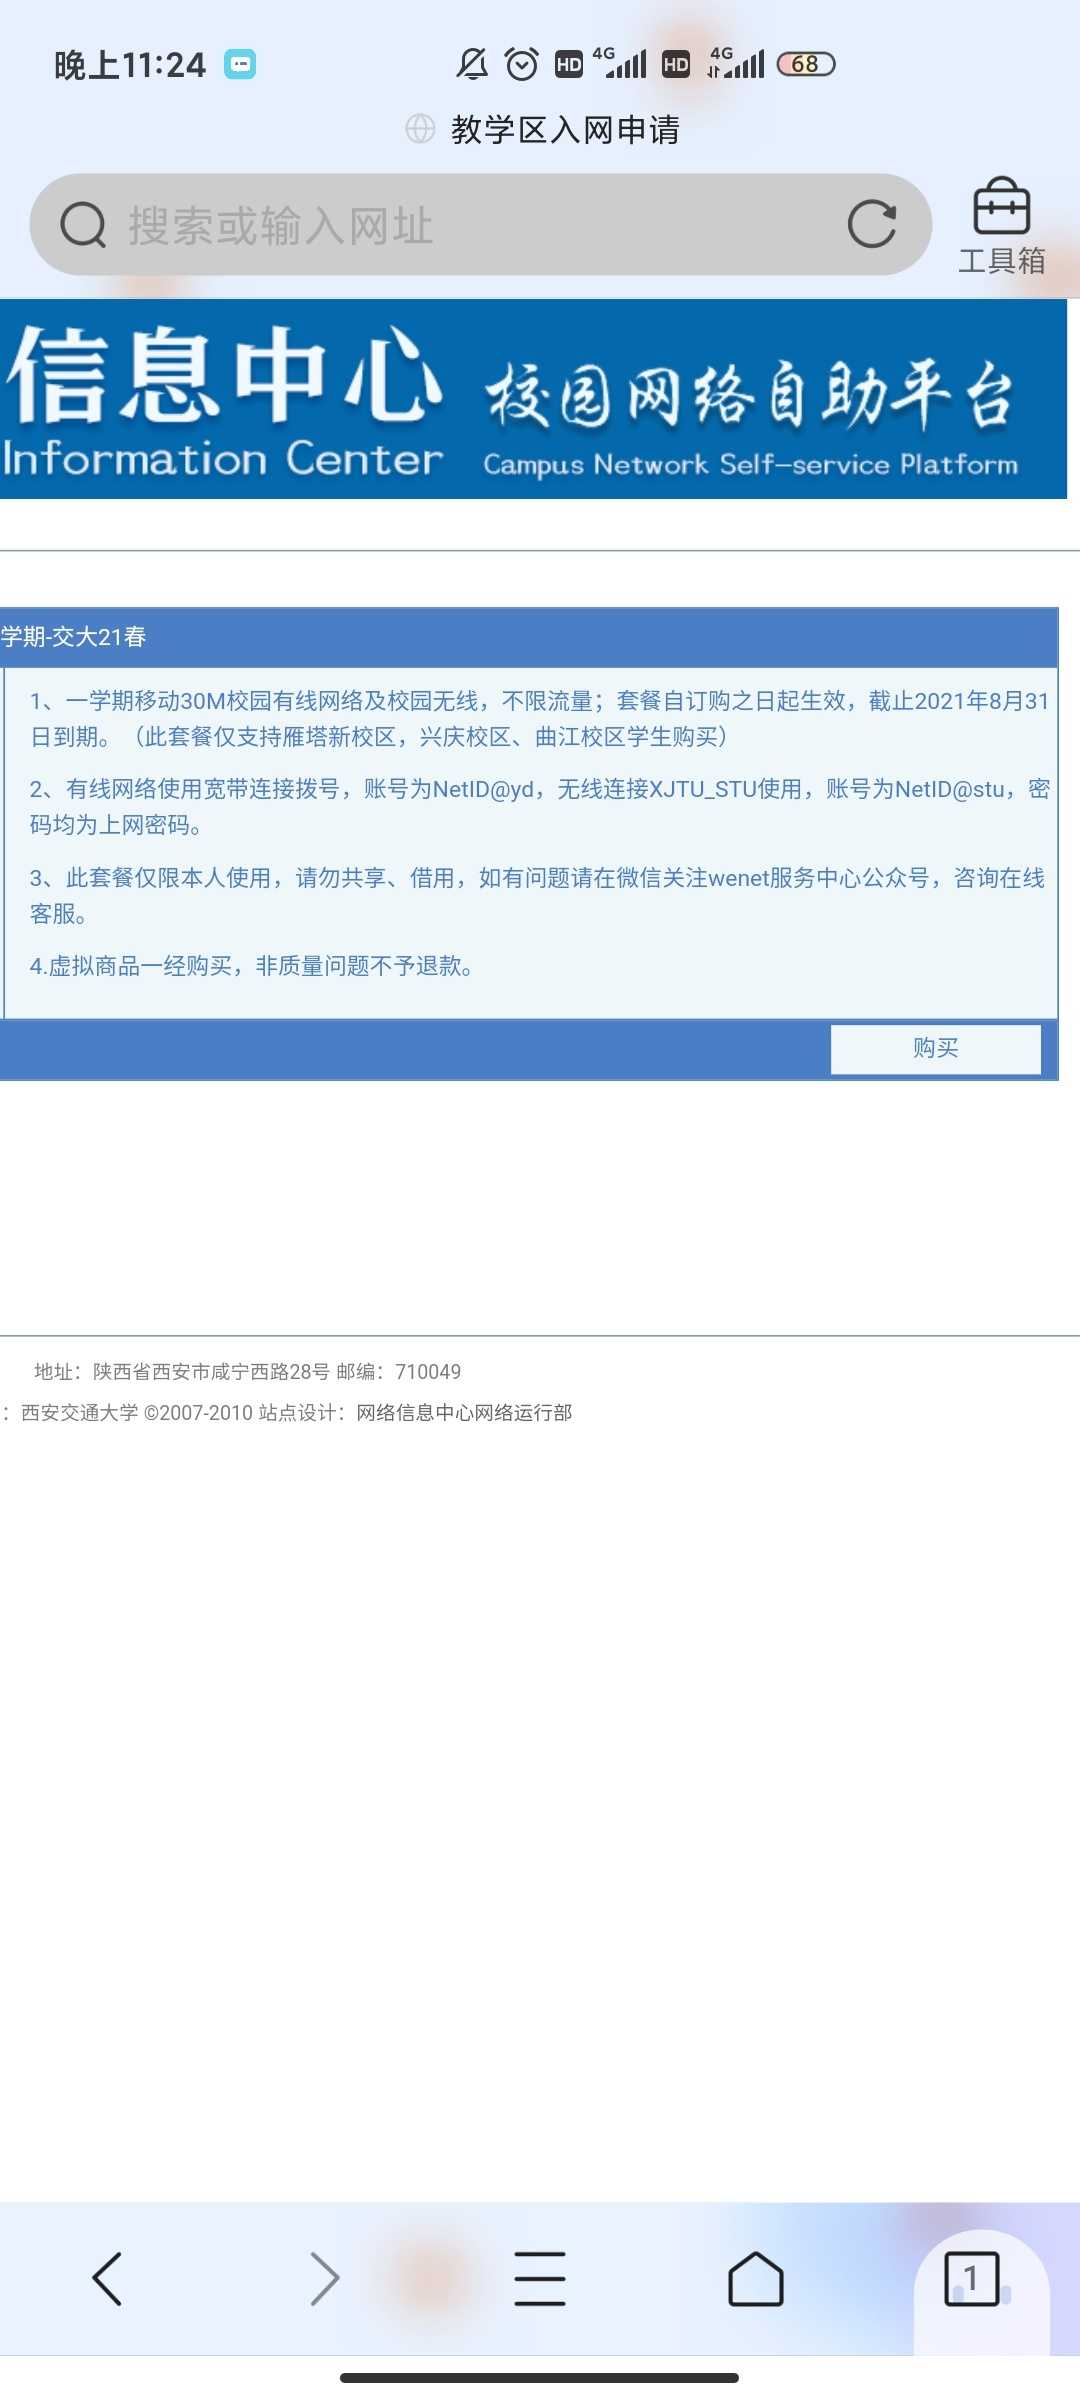 晚上11:24
HD 4G HD 4G 68
教学区入网申请
搜索或输入网址
工具箱
信息中心 校园网络自助平台
Information Center Campus Network Self-service Platform
学期-交大21春
1、一学期移动30M校园有线网络及校园无线，不限流量；套餐自订购之日起生效，截止2021年8月31
日到期。（此套餐仅支持雁塔新校区，兴庆校区、曲江校区学生购买）
2、有线网络使用宽带连接拨号，账号为NetID@yd，无线连接XJTU_STU使用，账号为NetID@stu，密
码均为上网密码。
3、此套餐仅限本人使用，请勿共享、借用，如有问题请在微信关注wenet服务中心公众号，咨询在线
客服。
4.虚拟商品一经购买，非质量问题不予退款。
购买
地址：陕西省西安市咸宁西路28号 邮编：710049
：西安交通大学 ©2007-2010 站点设计：网络信息中心网络运行部
1